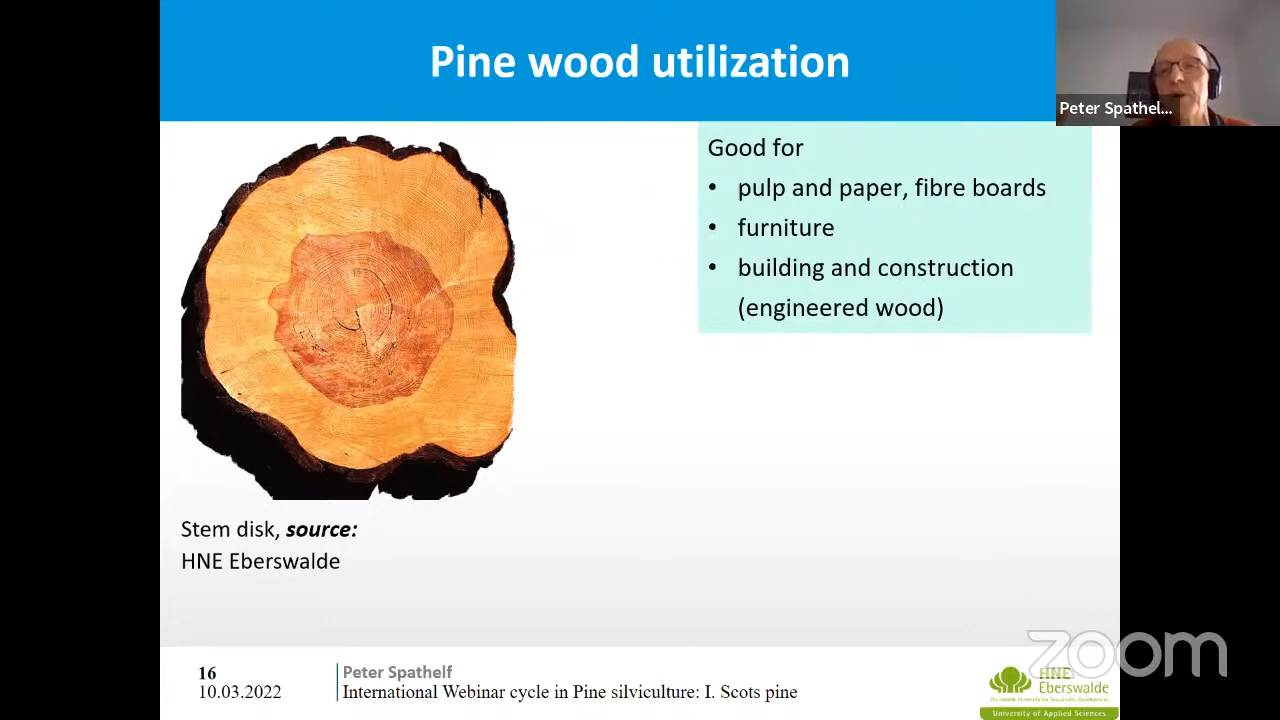 Pine wood utilization
Peter Spathel...
Good for
• pulp and paper, fibre boards
• furniture
• building and construction
(engineered wood)
Stem disk, source:
HNE Eberswalde
16
10.03.2022
Peter Spathelf
International Webinar cycle in Pine silviculture: I. Scots pine
zoom
HNE
Eberswalde
University of Applied Sciences